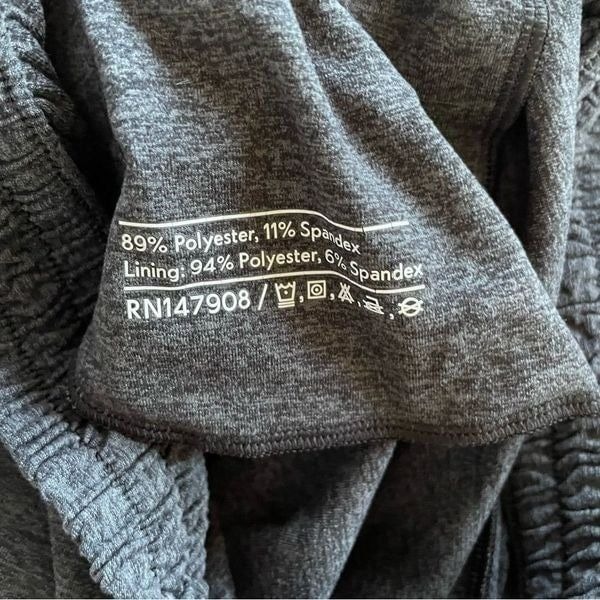 89% Polyester, 11% Spandex
Lining: 94% Polyester, 6% Spandex
RN147908 /